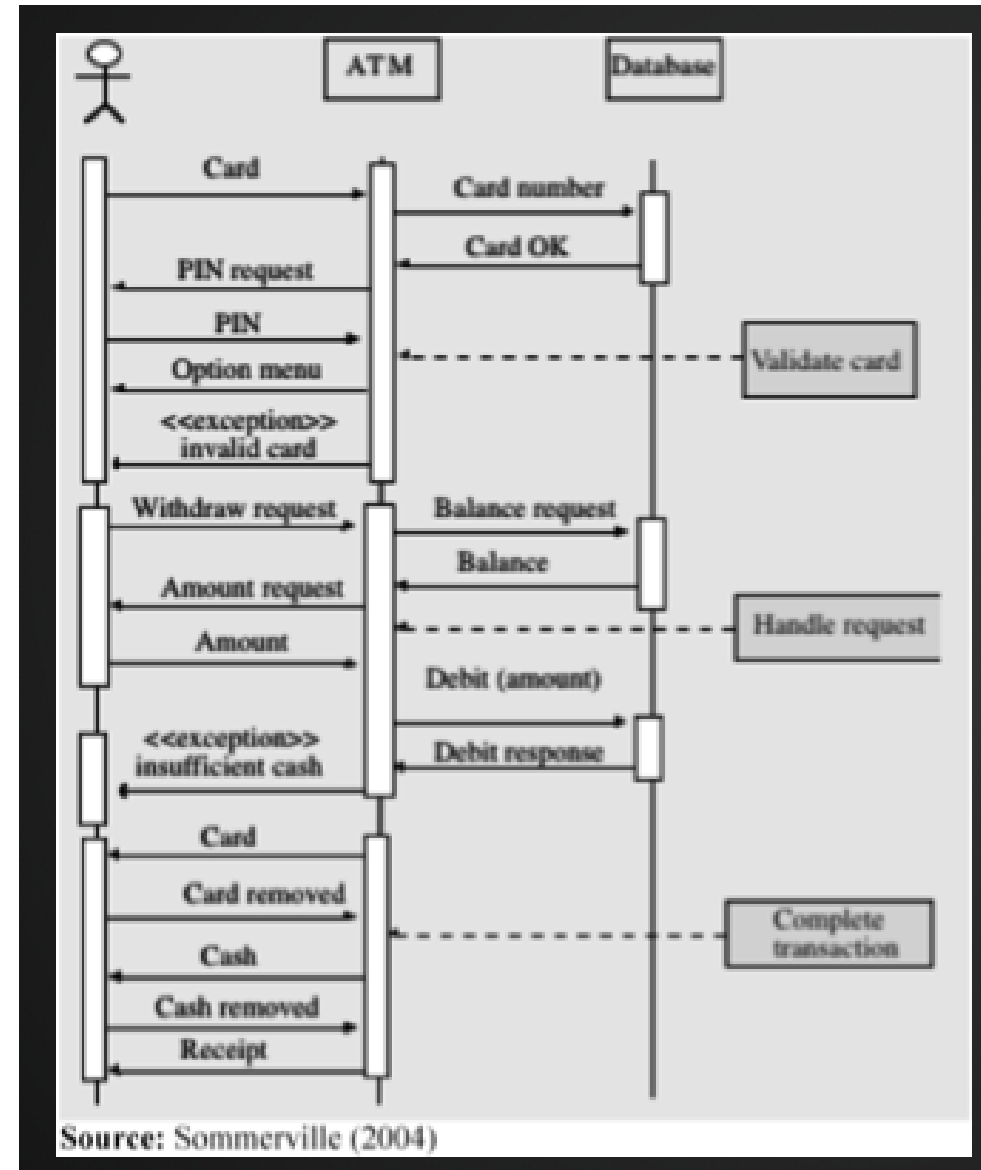 ATM
Database
Card
Card number
Card OK
PIN request
PIN
Validate card
Option menu
<<exception>>
invalid card
Withdraw request
Balance request
Balance
Amount request
Handle request
Amount
Debit (amount)
<<exception>>
insufficient cash
Debit response
Card
Card removed
Complete
transaction
Cash
Cash removed
Receipt
Source: Sommerville (2004)